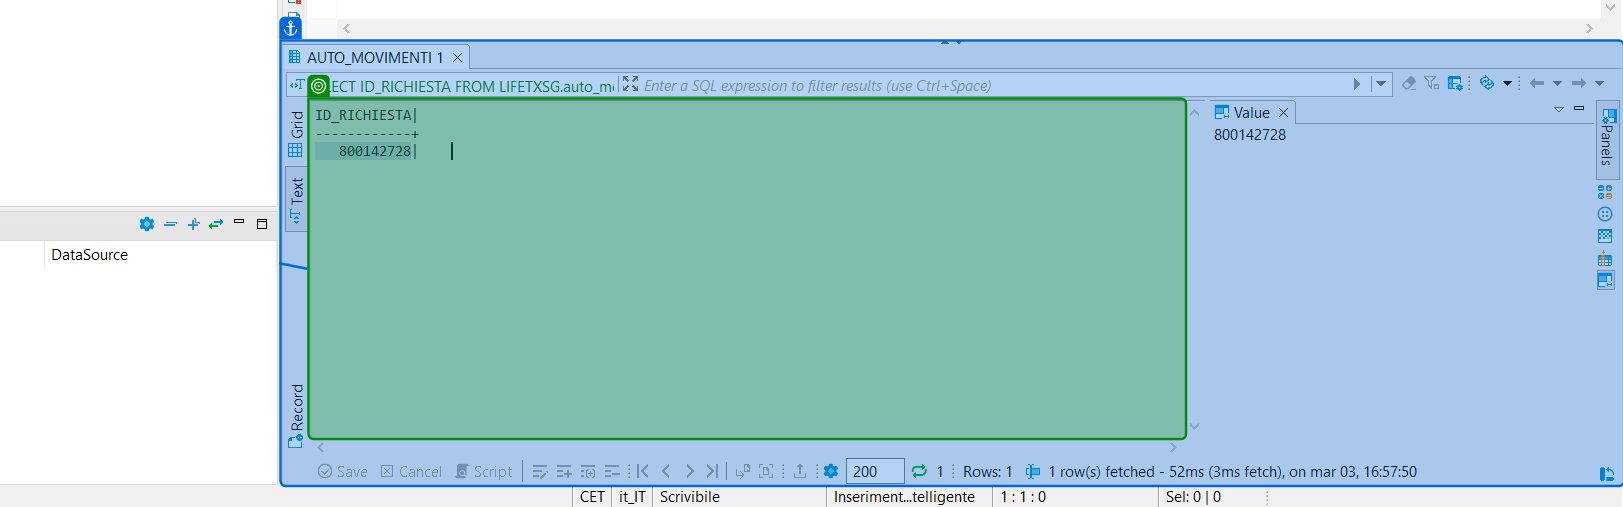 AUTO_MOVIMENTI 1
ECT ID_RICHIESTA FROM LIFETXSG.auto_m
Enter a SQL expression to filter results (use Ctrl+Space)
Grid
Text
Record
ID_RICHIESTA|
------------+
800142728|
Value
800142728
Panels
DataSource
Save Cancel Script 200 1 Rows: 1 1 row(s) fetched - 52ms (3ms fetch), on mar 03, 16:57:50
CET it_IT Scrivibile Inseriment...telligente 1 : 1 : 0 Sel: 0 | 0